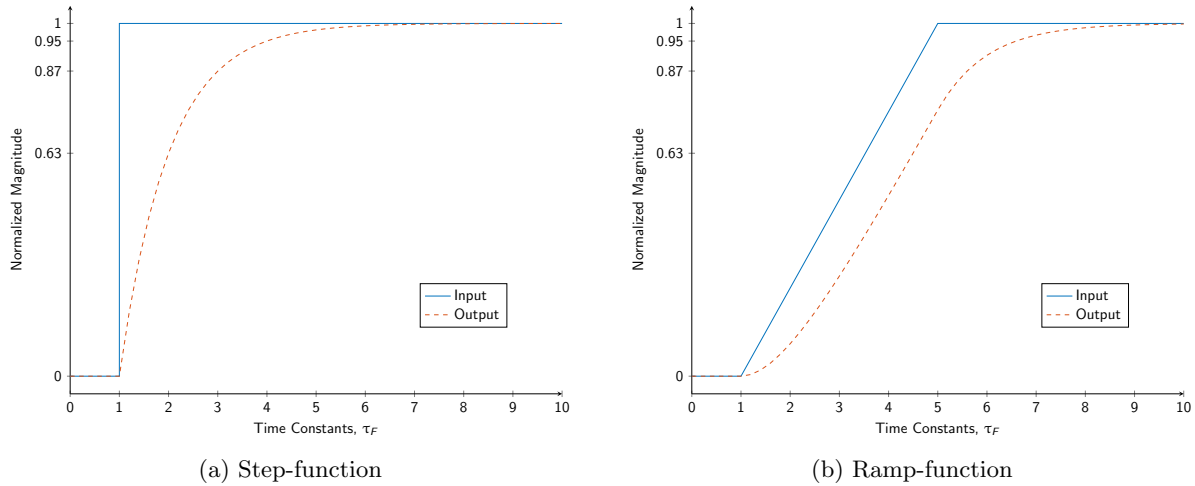 1
0.95
0.87
0.63
0
Normalized Magnitude
0 1 2 3 4 5 6 7 8 9 10
Time Constants, τF
Input
Output
(a) Step-function
1
0.95
0.87
0.63
0
Normalized Magnitude
0 1 2 3 4 5 6 7 8 9 10
Time Constants, τF
Input
Output
(b) Ramp-function